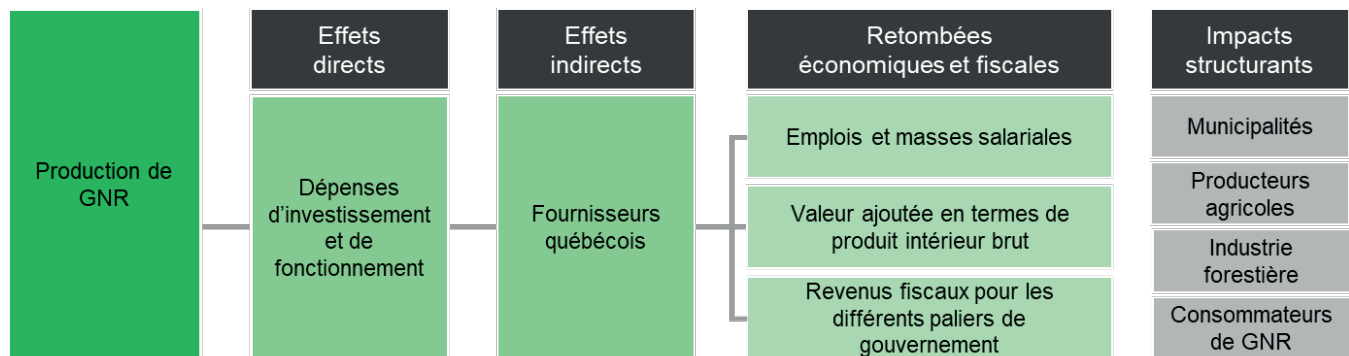 Production de
GNR
Effets
directs
Dépenses
d’investissement
et de
fonctionnement
Effets
indirects
Fournisseurs
québécois
Retombées
économiques et fiscales
Emplois et masses salariales
Valeur ajoutée en termes de
produit intérieur brut
Revenus fiscaux pour les
différents paliers de
gouvernement
Impacts
structurants
Municipalités
Producteurs
agricoles
Industrie
forestière
Consommateurs
de GNR